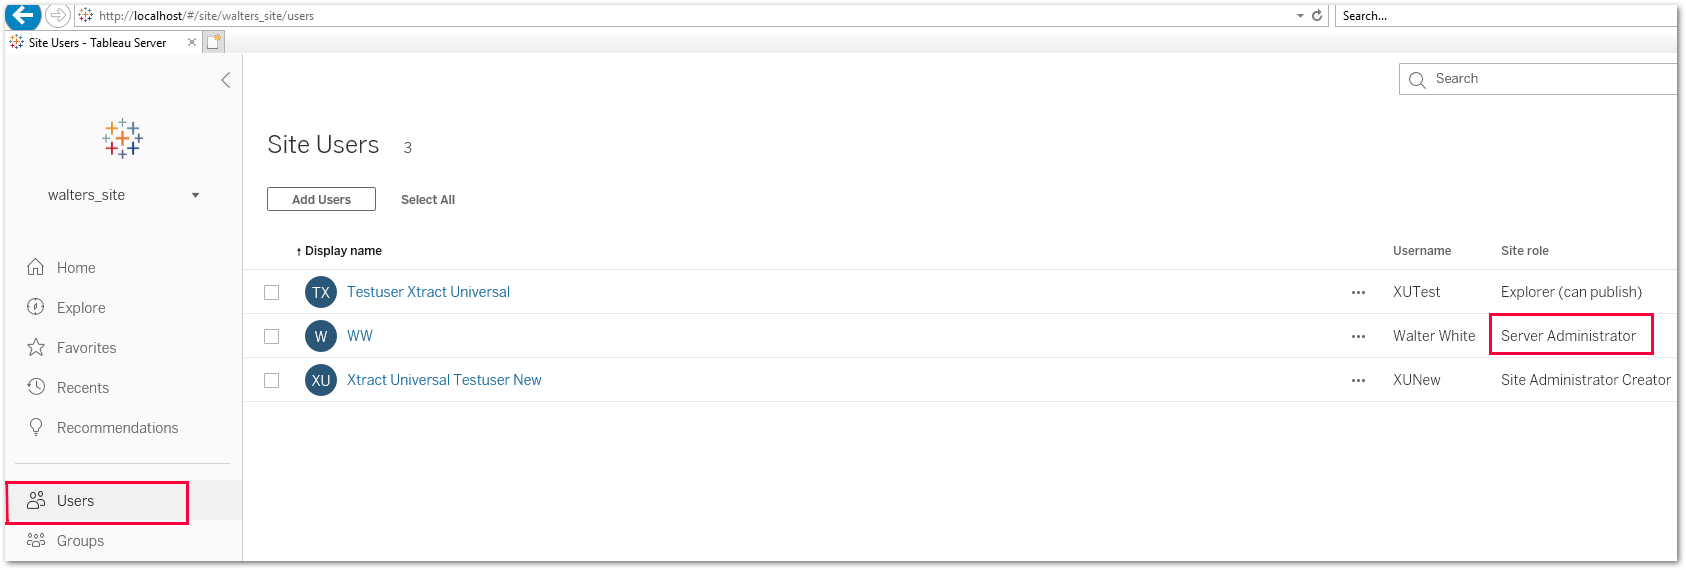 http://localhost/#/site/walters_site/users
Search...
Site Users - Tableau Server
Search
Site Users 3
walters_site
Add Users Select All
↑ Display name Username Site role
Home
Explore
Favorites
Recents
Recommendations
Users
Groups
TX Testuser Xtract Universal ••• XUTest Explorer (can publish)
W WW ••• Walter White Server Administrator
XU Xtract Universal Testuser New ••• XUNew Site Administrator Creator